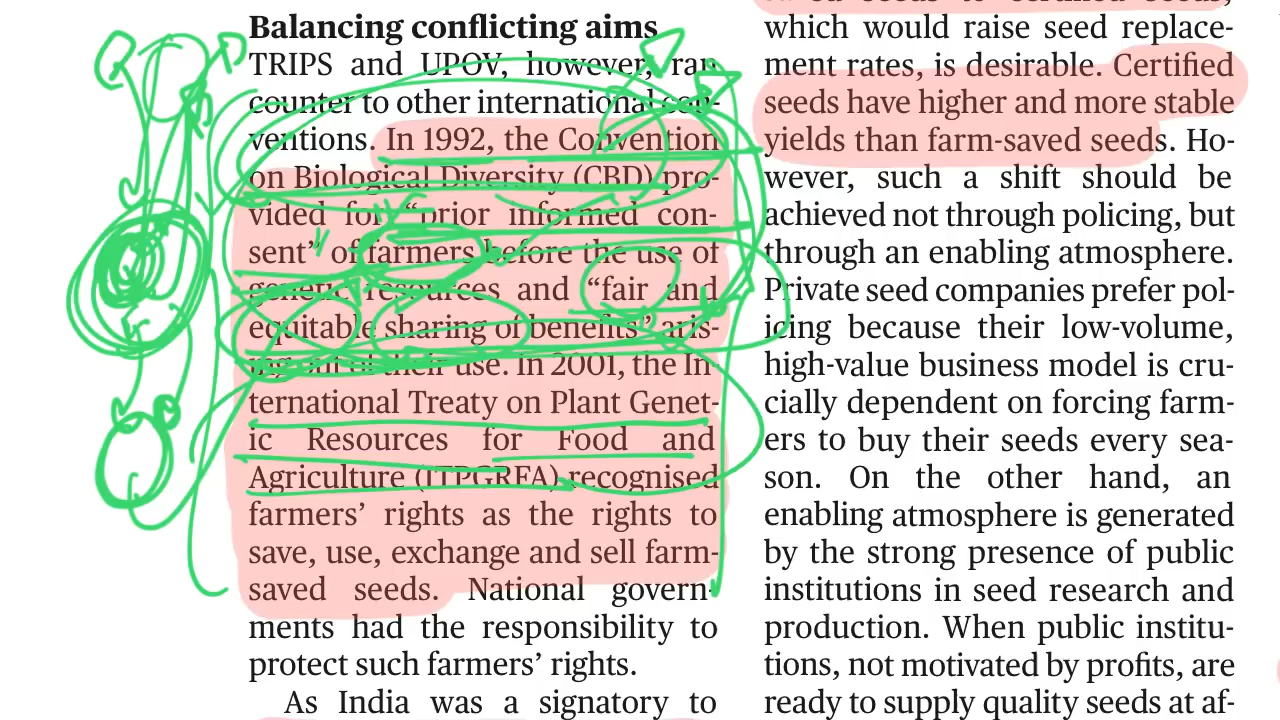 Balancing conflicting aims
TRIPS and UPOV, however, ran
counter to other international con-
ventions. In 1992, the Convention
on Biological Diversity (CBD) pro-
vided for “prior informed con-
sent” of farmers before the use of
genetic resources and “fair and
equitable sharing of benefits” aris-
ing out of their use. In 2001, the In-
ternational Treaty on Plant Genet-
ic Resources for Food and
Agriculture (ITPGRFA) recognised
farmers’ rights as the rights to
save, use, exchange and sell farm-
saved seeds. National govern-
ments had the responsibility to
protect such farmers’ rights.
As India was a signatory to
to certified seeds,
which would raise seed replace-
ment rates, is desirable. Certified
seeds have higher and more stable
yields than farm-saved seeds. Ho-
wever, such a shift should be
achieved not through policing, but
through an enabling atmosphere.
Private seed companies prefer pol-
icing because their low-volume,
high-value business model is cru-
cially dependent on forcing farm-
ers to buy their seeds every sea-
son. On the other hand, an
enabling atmosphere is generated
by the strong presence of public
institutions in seed research and
production. When public institu-
tions, not motivated by profits, are
ready to supply quality seeds at af-